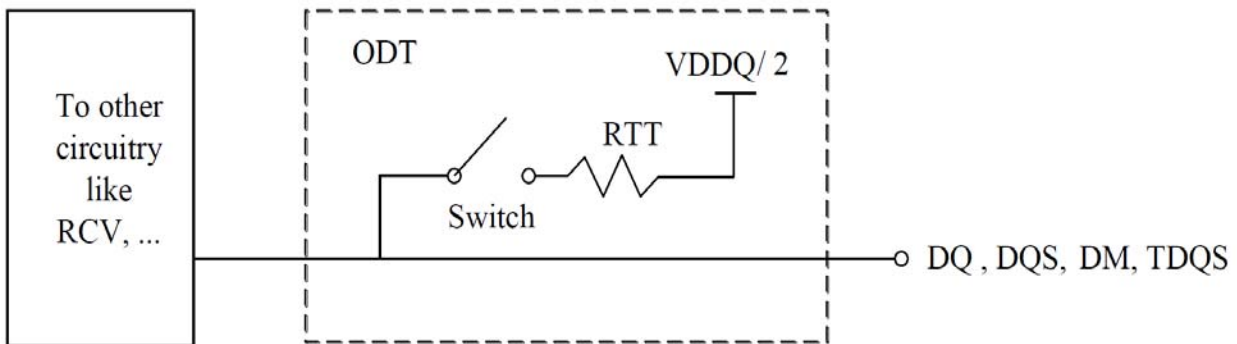 ODT
VDDQ/ 2
To other
circuitry
like
RCV, ...
RTT
Switch
DQ , DQS, DM, TDQS